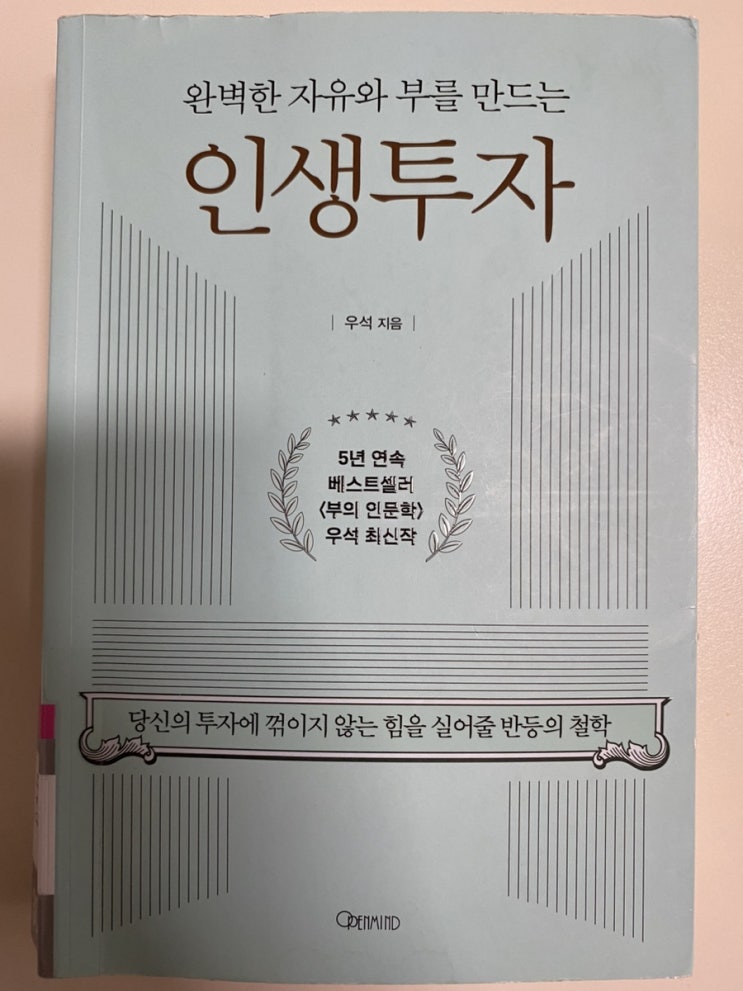 완벽한 자유와 부를 만드는
인생투자
| 우석 지음 |
5년 연속
베스트셀러
〈부의 인문학〉
우석 최신작
당신의 투자에 꺾이지 않는 힘을 실어줄 반등의 철학
OPENMIND